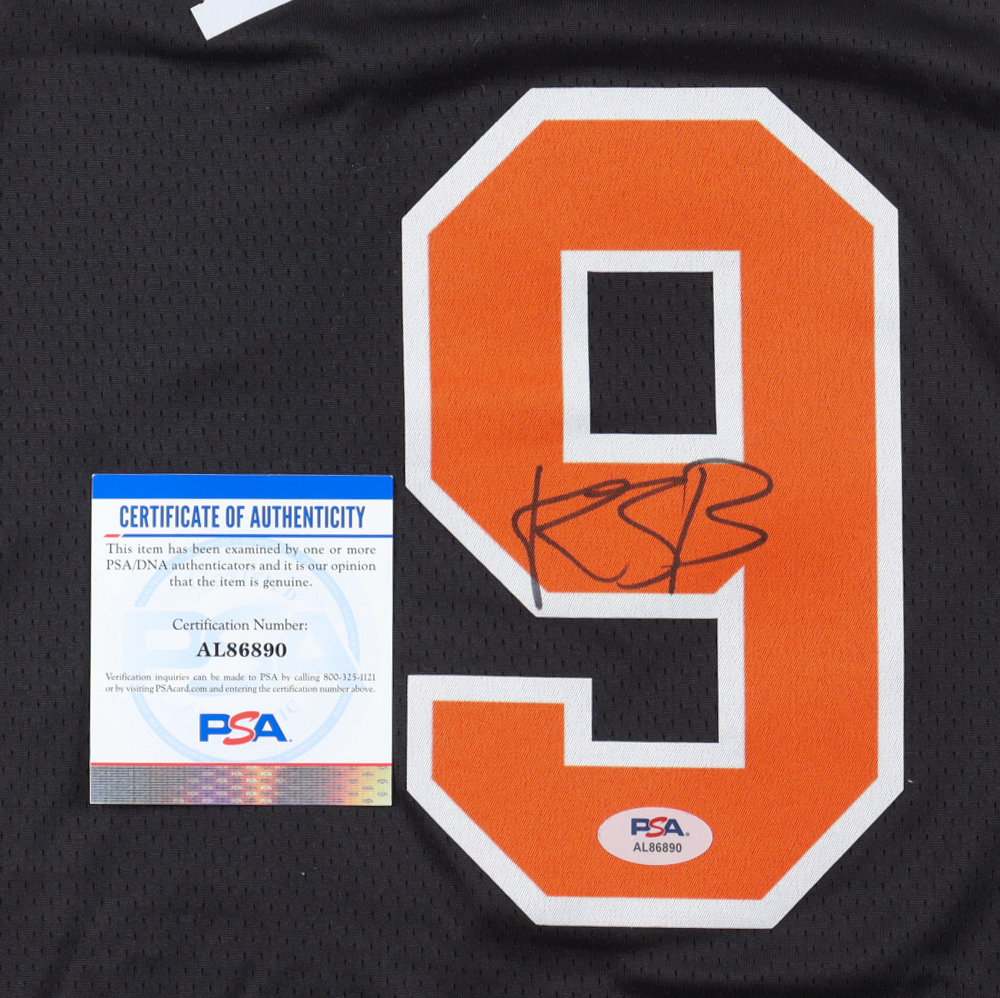 9
CERTIFICATE OF AUTHENTICITY
This item has been examined by one or more
PSA/DNA authenticators and it is our opinion
that the item is genuine.
Certification Number:
AL86890
Verification inquiries can be made to PSA by calling 800-325-1121
or by visiting PSAcard.com and entering the certification number above.
PSA
PSA
AL86890